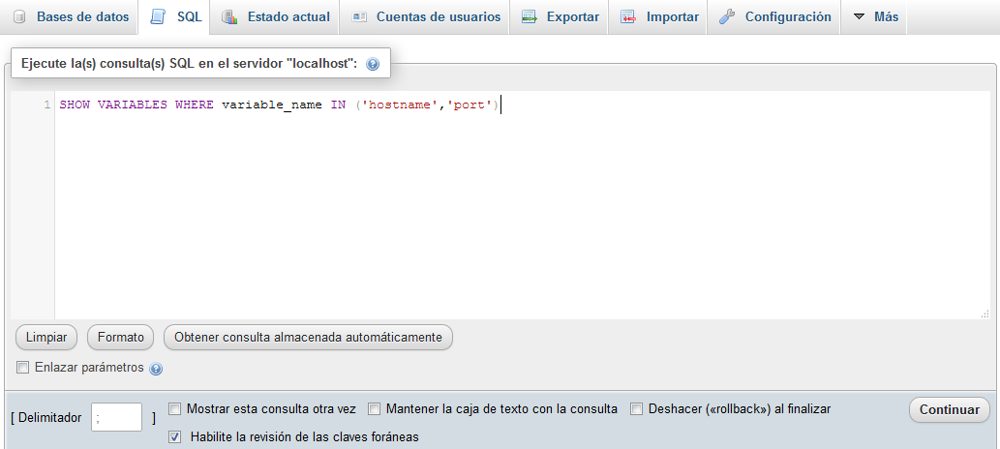 Bases de datos SQL Estado actual Cuentas de usuarios Exportar Importar Configuración Más
Ejecute la(s) consulta(s) SQL en el servidor "localhost":
1 SHOW VARIABLES WHERE variable_name IN ('hostname','port')
Limpiar Formato Obtener consulta almacenada automáticamente
Enlazar parámetros
[ Delimitador ; ] Mostrar esta consulta otra vez Mantener la caja de texto con la consulta Deshacer («rollback») al finalizar Continuar
Habilite la revisión de las claves foráneas